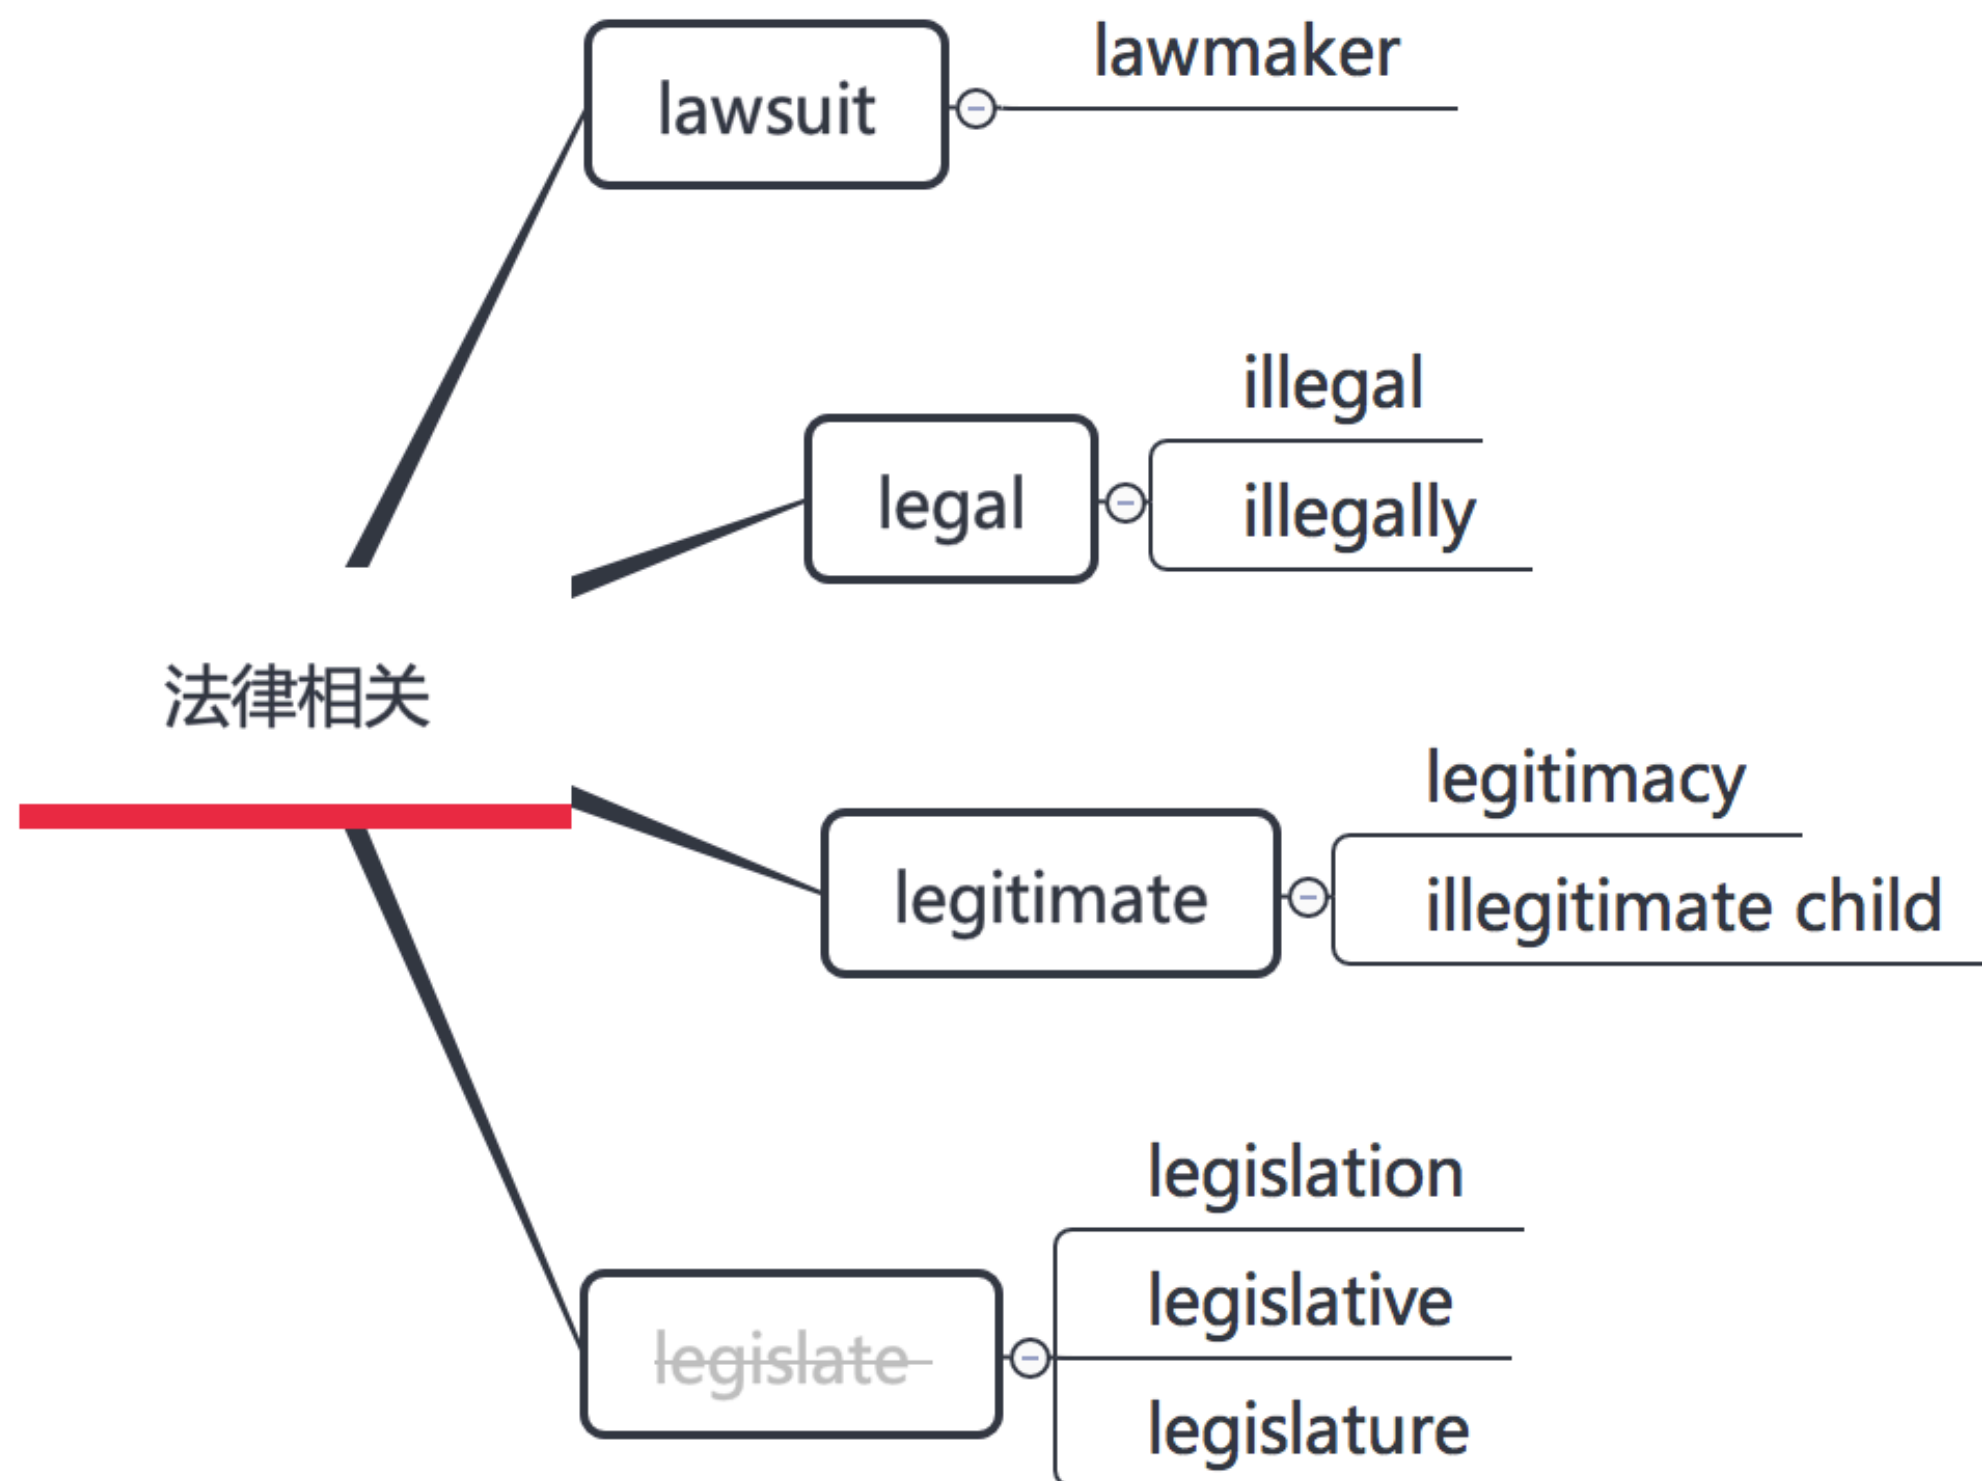 法律相关
lawsuit
lawmaker
legal
illegal
illegally
legitimate
legitimacy
illegitimate child
legislate
legislation
legislative
legislature